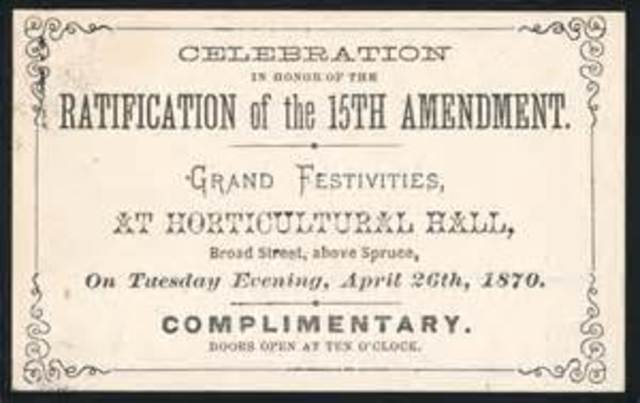 CELEBRATION
IN HONOR OF THE
RATIFICATION of the 15TH AMENDMENT.
GRAND FESTIVITIES,
AT HORTICULTURAL HALL,
Broad Street, above Spruce,
On Tuesday Evening, April 26th, 1870.
COMPLIMENTARY.
DOORS OPEN AT TEN O'CLOCK.